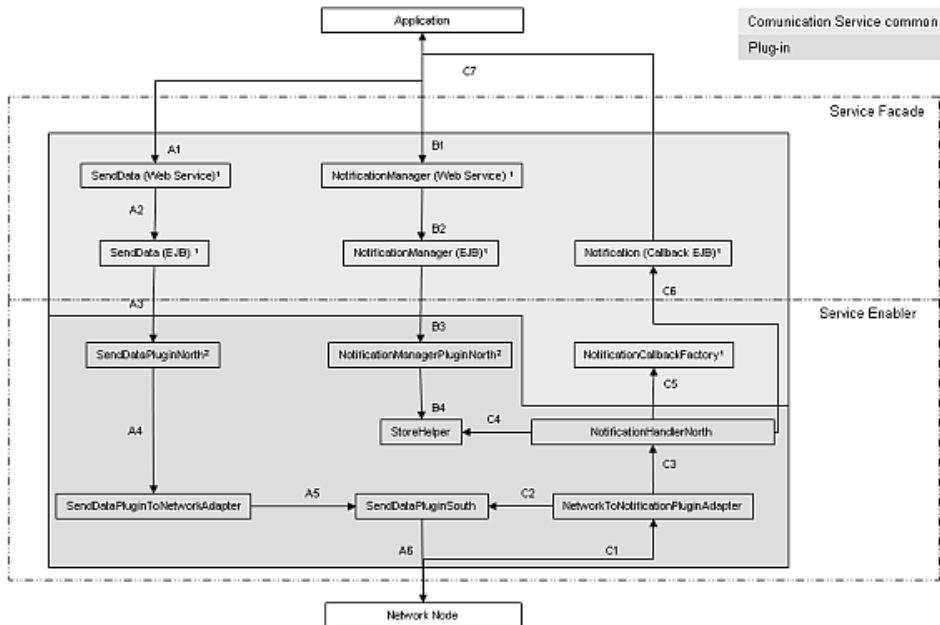 Application
Comunication Service common
Plug-in
C7
Service Facade
A1
B1
SendData (Web Service)¹
NotificationManager (Web Service) ¹
A2
B2
SendData (EJB) ¹
NotificationManager (EJB)¹
Notification (Callback EJB)¹
A3
C6
Service Enabler
B3
SendDataPluginNorth²
NotificationManagerPluginNorth²
NotificationCallbackFactory¹
C5
B4
A4
C4
StoreHelper
NotificationHandlerNorth
C3
A5
C2
SendDataPluginToNetworkAdapter
SendDataPluginSouth
NetworkToNotificationPluginAdapter
A6
C1
Network Node